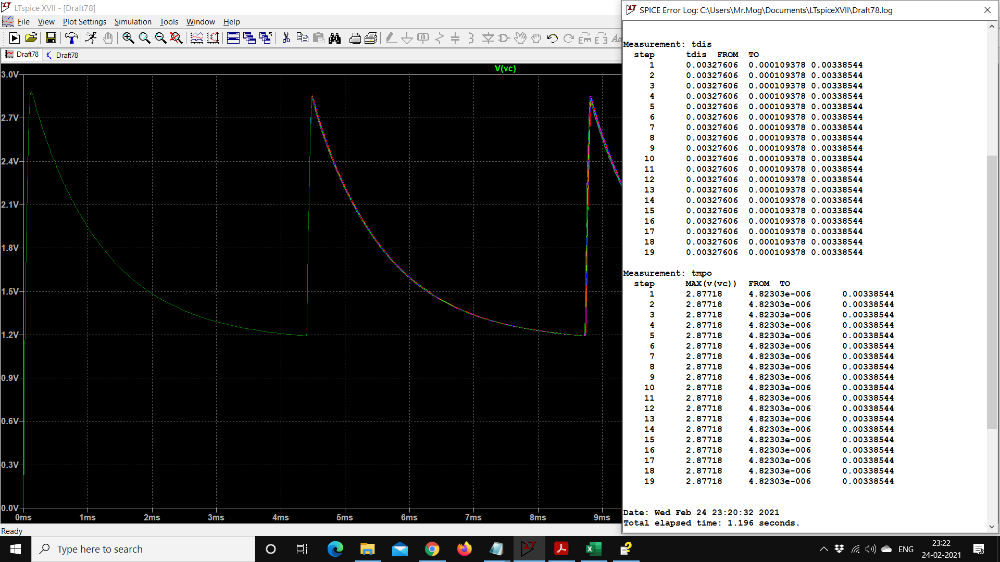 LTspice XVII - [Draft78]
File View Plot Settings Simulation Tools Window Help
Draft78 Draft78
V(vc)
3.0V
2.7V
2.4V
2.1V
1.8V
1.5V
1.2V
0.9V
0.6V
0.3V
0.0V
0ms 1ms 2ms 3ms 4ms 5ms 6ms 7ms 8ms 9ms
Ready
SPICE Error Log: C:\Users\Mr.Mog\Documents\LTspiceXVII\Draft78.log
Measurement: tdis
step tdis FROM TO
1 0.00327606 0.000109378 0.00338544
2 0.00327606 0.000109378 0.00338544
3 0.00327606 0.000109378 0.00338544
4 0.00327606 0.000109378 0.00338544
5 0.00327606 0.000109378 0.00338544
6 0.00327606 0.000109378 0.00338544
7 0.00327606 0.000109378 0.00338544
8 0.00327606 0.000109378 0.00338544
9 0.00327606 0.000109378 0.00338544
10 0.00327606 0.000109378 0.00338544
11 0.00327606 0.000109378 0.00338544
12 0.00327606 0.000109378 0.00338544
13 0.00327606 0.000109378 0.00338544
14 0.00327606 0.000109378 0.00338544
15 0.00327606 0.000109378 0.00338544
16 0.00327606 0.000109378 0.00338544
17 0.00327606 0.000109378 0.00338544
18 0.00327606 0.000109378 0.00338544
19 0.00327606 0.000109378 0.00338544
Measurement: tmpo
step MAX(v(vc)) FROM TO
1 2.87718 4.82303e-006 0.00338544
2 2.87718 4.82303e-006 0.00338544
3 2.87718 4.82303e-006 0.00338544
4 2.87718 4.82303e-006 0.00338544
5 2.87718 4.82303e-006 0.00338544
6 2.87718 4.82303e-006 0.00338544
7 2.87718 4.82303e-006 0.00338544
8 2.87718 4.82303e-006 0.00338544
9 2.87718 4.82303e-006 0.00338544
10 2.87718 4.82303e-006 0.00338544
11 2.87718 4.82303e-006 0.00338544
12 2.87718 4.82303e-006 0.00338544
13 2.87718 4.82303e-006 0.00338544
14 2.87718 4.82303e-006 0.00338544
15 2.87718 4.82303e-006 0.00338544
16 2.87718 4.82303e-006 0.00338544
17 2.87718 4.82303e-006 0.00338544
18 2.87718 4.82303e-006 0.00338544
19 2.87718 4.82303e-006 0.00338544
Date: Wed Feb 24 23:20:32 2021
Total elapsed time: 1.196 seconds.
Type here to search
ENG
23:22
24-02-2021